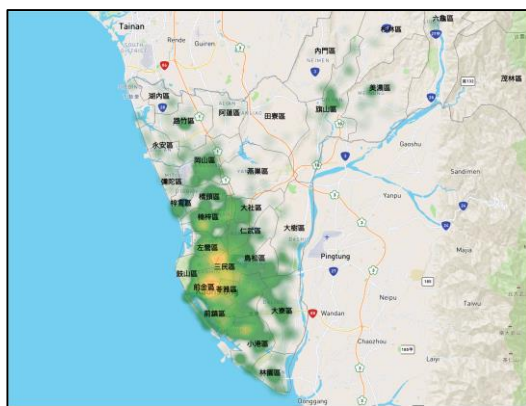 Tainan
六龜區
Rende
Guiren
內門區
NEIMEN
杉林區
茂林區
湖內區
路竹區
阿蓮區
田寮區
旗山區
美濃區
永安區
岡山區
燕巢區
Gaoshu
Sandimen
彌陀區
梓官區
橋頭區
大社區
楠梓區
仁武區
大樹區
Yanpu
Majia
左營區
鳥松區
Pingtung
三民區
鼓山區
前金區
苓雅區
大寮區
Neipu
Taiwu
前鎮區
Wandan
小港區
Chaozhou
Laiyi
林園區
Donggang